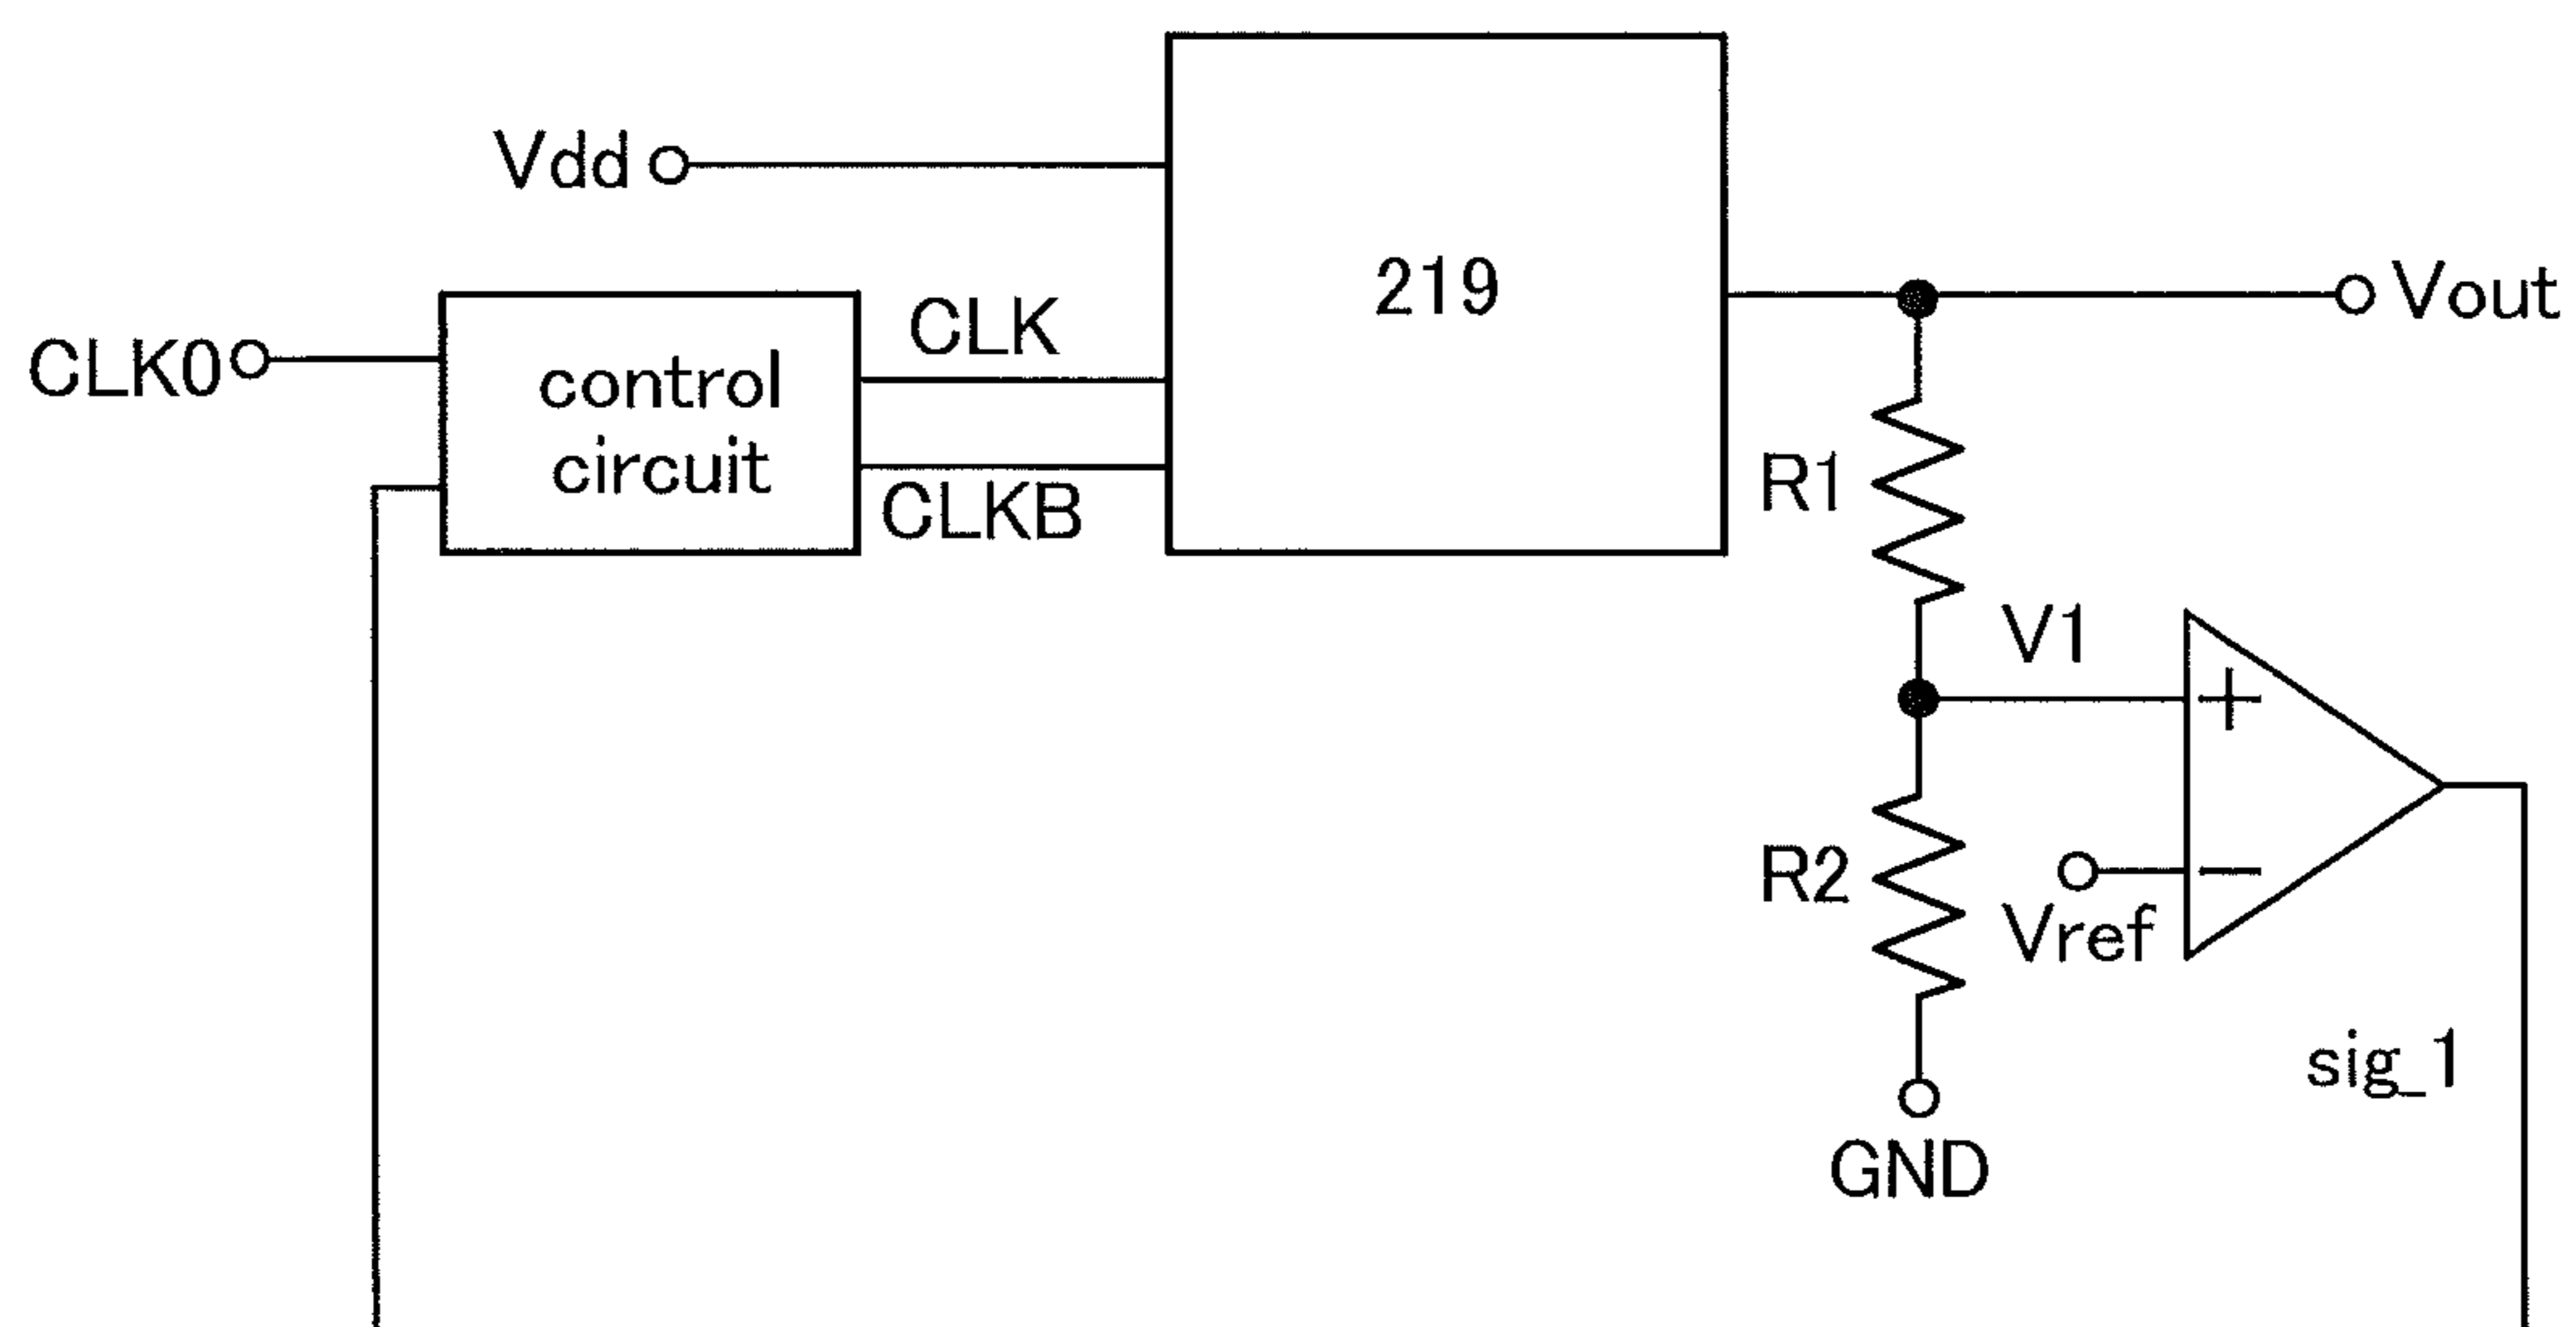 Vdd
219
CLK0
control
circuit
CLK
CLKB
Vout
R1
V1
+
−
R2
Vref
sig_1
GND